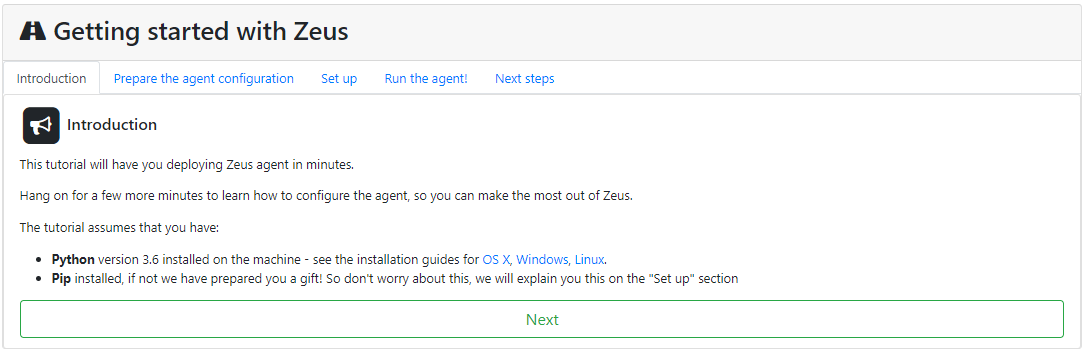 Getting started with Zeus
Introduction Prepare the agent configuration Set up Run the agent! Next steps
Introduction
This tutorial will have you deploying Zeus agent in minutes.
Hang on for a few more minutes to learn how to configure the agent, so you can make the most out of Zeus.
The tutorial assumes that you have:
Python version 3.6 installed on the machine - see the installation guides for OS X, Windows, Linux.
Pip installed, if not we have prepared you a gift! So don't worry about this, we will explain you this on the "Set up" section
Next